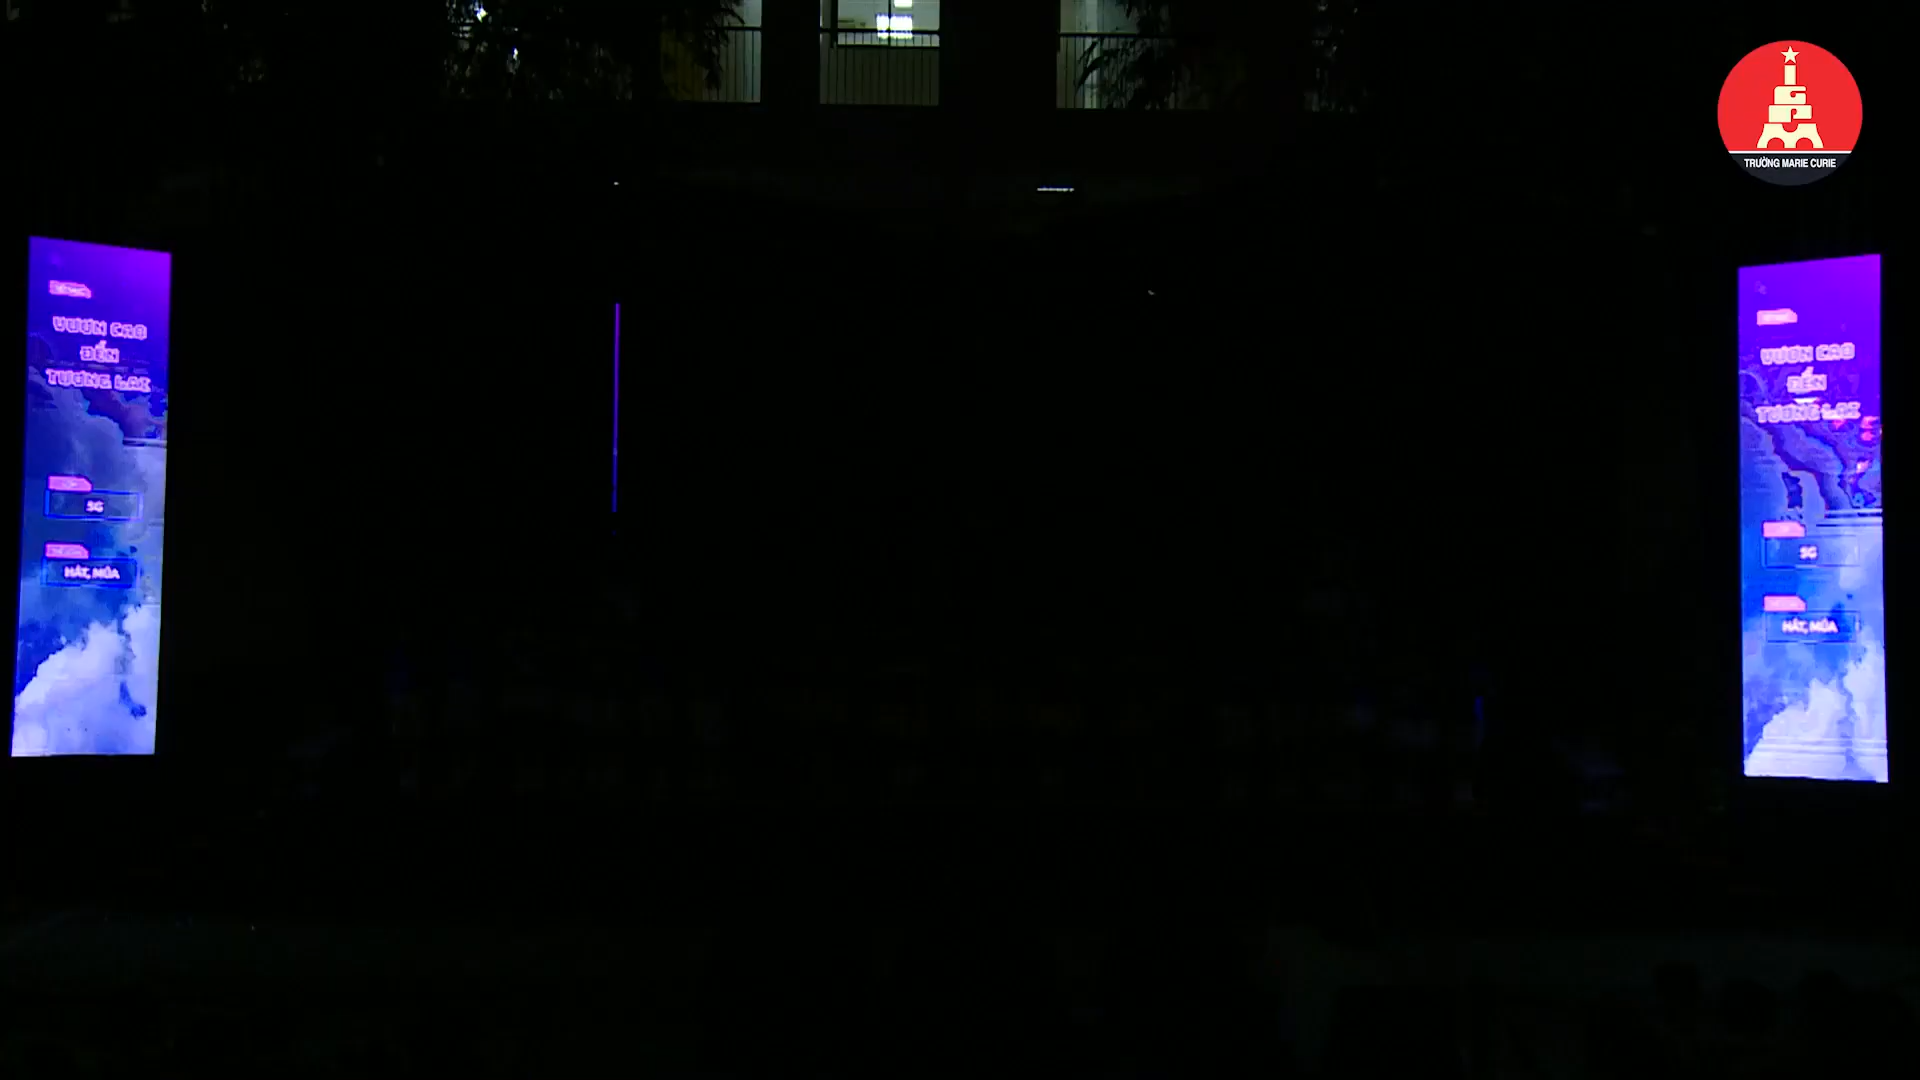 VƯƠN CAO
ĐẾN
TƯƠNG LAI
5G
HÁT, MÚA
TRƯỜNG MARIE CURIE
VƯƠN CAO
ĐẾN
TƯƠNG LAI
5G
HÁT, MÚA